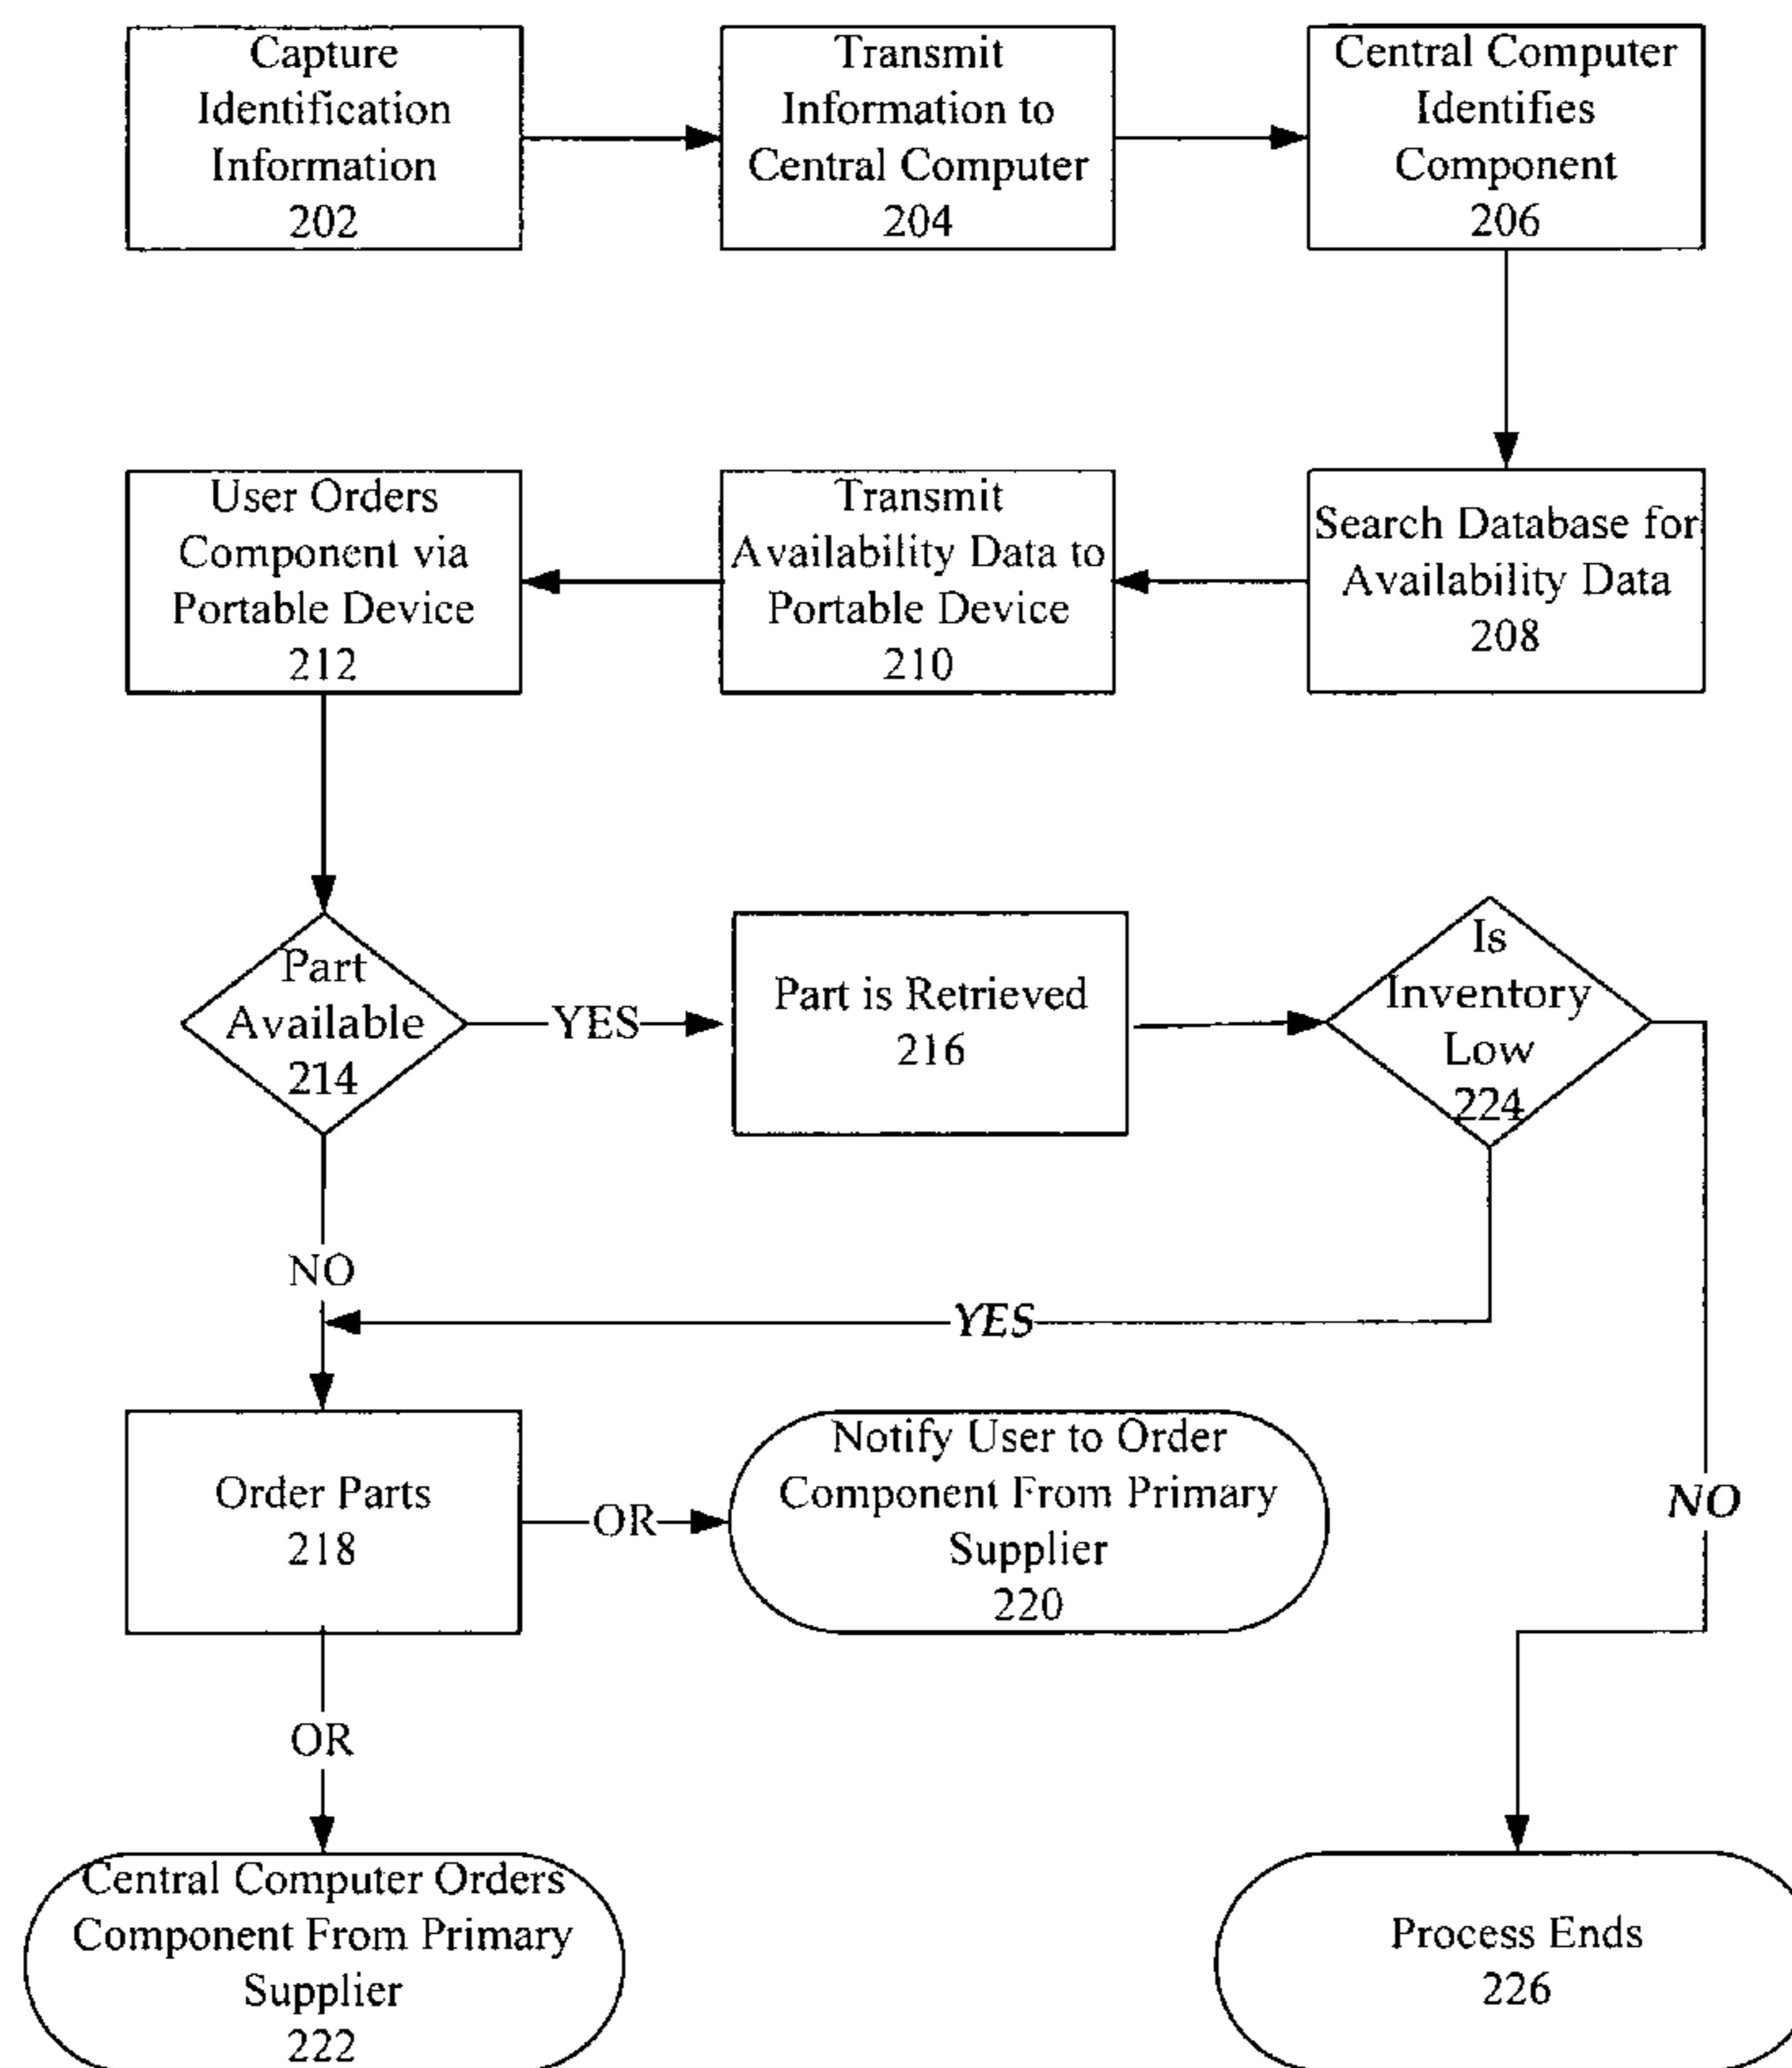 Capture
Identification
Information
202
Transmit
Information to
Central Computer
204
Central Computer
Identifies
Component
206
User Orders
Component via
Portable Device
212
Transmit
Availability Data to
Portable Device
210
Search Database for
Availability Data
208
Part
Available
214
YES
Part is Retrieved
216
Is
Inventory
Low
224
NO
YES
Order Parts
218
OR
Notify User to Order
Component From Primary
Supplier
220
NO
OR
Central Computer Orders
Component From Primary
Supplier
222
Process Ends
226